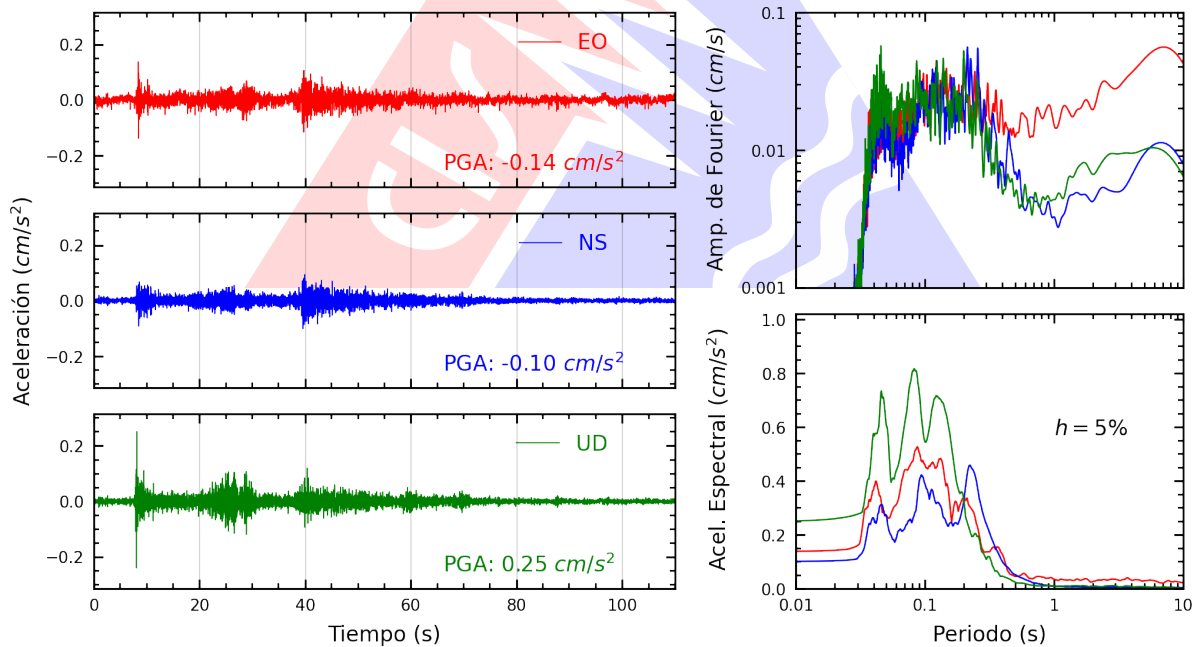 Aceleración (cm/s²)
0.2
0.0
−0.2
EO
PGA: -0.14 cm/s²
0.2
0.0
−0.2
NS
PGA: -0.10 cm/s²
0.2
0.0
−0.2
UD
PGA: 0.25 cm/s²
0 20 40 60 80 100
Tiempo (s)
Amp. de Fourier (cm/s)
0.1
0.01
0.001
Acel. Espectral (cm/s²)
1.0
0.8
0.6
0.4
0.2
0.0
h = 5%
0.01 0.1 1 10
Periodo (s)